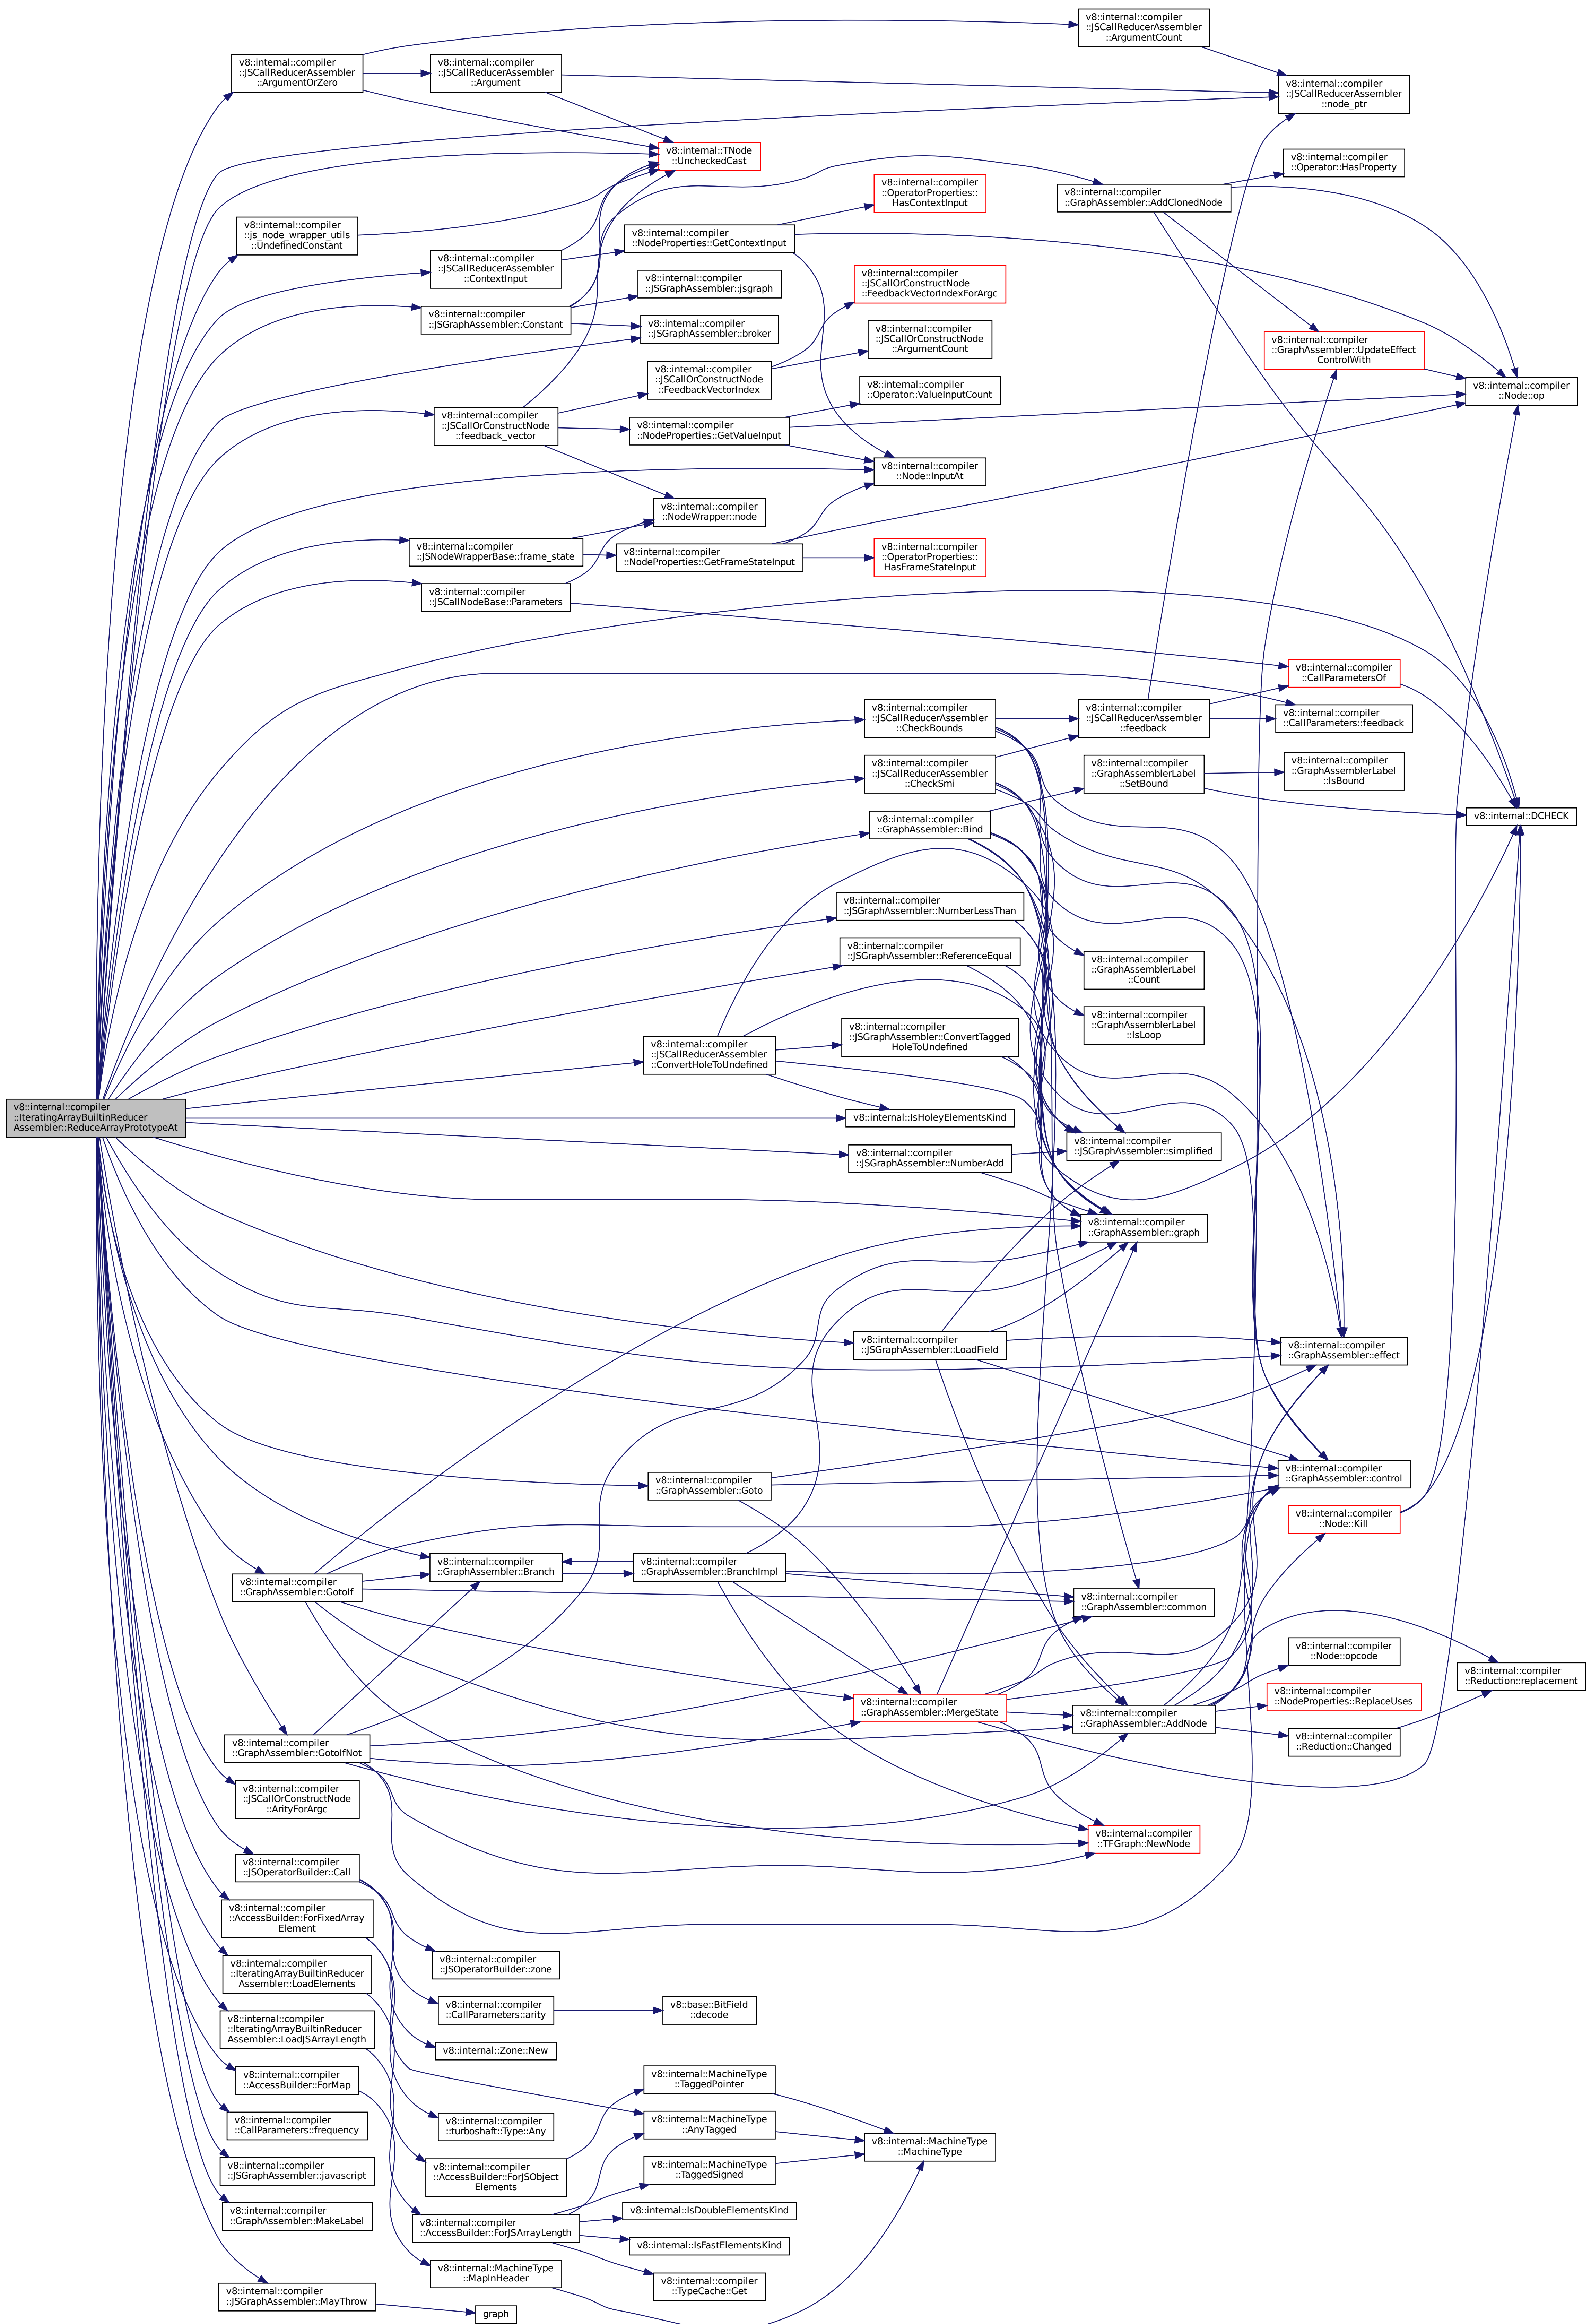 v8::internal::compiler
::JSCallReducerAssembler
::ArgumentCount
v8::internal::compiler
::JSCallReducerAssembler
::ArgumentOrZero
v8::internal::compiler
::JSCallReducerAssembler
::Argument
v8::internal::compiler
::JSCallReducerAssembler
::node_ptr
v8::internal::TNode
::UncheckedCast
v8::internal::compiler
::Operator::HasProperty
v8::internal::compiler
::OperatorProperties::
HasContextInput
v8::internal::compiler
::GraphAssembler::AddClonedNode
v8::internal::compiler
::js_node_wrapper_utils
::UndefinedConstant
v8::internal::compiler
::NodeProperties::GetContextInput
v8::internal::compiler
::JSCallReducerAssembler
::ContextInput
v8::internal::compiler
::JSGraphAssembler::jsgraph
v8::internal::compiler
::JSCallOrConstructNode
::FeedbackVectorIndexForArgc
v8::internal::compiler
::JSGraphAssembler::Constant
v8::internal::compiler
::JSGraphAssembler::broker
v8::internal::compiler
::JSCallOrConstructNode
::ArgumentCount
v8::internal::compiler
::GraphAssembler::UpdateEffect
ControlWith
v8::internal::compiler
::JSCallOrConstructNode
::FeedbackVectorIndex
v8::internal::compiler
::Operator::ValueInputCount
v8::internal::compiler
::Node::op
v8::internal::compiler
::JSCallOrConstructNode
::feedback_vector
v8::internal::compiler
::NodeProperties::GetValueInput
v8::internal::compiler
::Node::InputAt
v8::internal::compiler
::NodeWrapper::node
v8::internal::compiler
::JSNodeWrapperBase::frame_state
v8::internal::compiler
::NodeProperties::GetFrameStateInput
v8::internal::compiler
::OperatorProperties::
HasFrameStateInput
v8::internal::compiler
::JSCallNodeBase::Parameters
v8::internal::compiler
::CallParametersOf
v8::internal::compiler
::JSCallReducerAssembler
::CheckBounds
v8::internal::compiler
::JSCallReducerAssembler
::feedback
v8::internal::compiler
::CallParameters::feedback
v8::internal::compiler
::JSCallReducerAssembler
::CheckSmi
v8::internal::compiler
::GraphAssemblerLabel
::SetBound
v8::internal::compiler
::GraphAssemblerLabel
::IsBound
v8::internal::compiler
::GraphAssembler::Bind
v8::internal::DCHECK
v8::internal::compiler
::JSGraphAssembler::NumberLessThan
v8::internal::compiler
::JSGraphAssembler::ReferenceEqual
v8::internal::compiler
::GraphAssemblerLabel
::Count
v8::internal::compiler
::GraphAssemblerLabel
::IsLoop
v8::internal::compiler
::JSCallReducerAssembler
::ConvertHoleToUndefined
v8::internal::compiler
::JSGraphAssembler::ConvertTagged
HoleToUndefined
v8::internal::compiler
::IteratingArrayBuiltinReducer
Assembler::ReduceArrayPrototypeAt
v8::internal::IsHoleyElementsKind
v8::internal::compiler
::JSGraphAssembler::simplified
v8::internal::compiler
::JSGraphAssembler::NumberAdd
v8::internal::compiler
::GraphAssembler::graph
v8::internal::compiler
::JSGraphAssembler::LoadField
v8::internal::compiler
::GraphAssembler::effect
v8::internal::compiler
::GraphAssembler::Goto
v8::internal::compiler
::GraphAssembler::control
v8::internal::compiler
::Node::Kill
v8::internal::compiler
::GraphAssembler::GotoIf
v8::internal::compiler
::GraphAssembler::Branch
v8::internal::compiler
::GraphAssembler::BranchImpl
v8::internal::compiler
::GraphAssembler::common
v8::internal::compiler
::Node::opcode
v8::internal::compiler
::Reduction::replacement
v8::internal::compiler
::GraphAssembler::MergeState
v8::internal::compiler
::GraphAssembler::AddNode
v8::internal::compiler
::NodeProperties::ReplaceUses
v8::internal::compiler
::Reduction::Changed
v8::internal::compiler
::GraphAssembler::GotoIfNot
v8::internal::compiler
::JSCallOrConstructNode
::ArityForArgc
v8::internal::compiler
::TFGraph::NewNode
v8::internal::compiler
::JSOperatorBuilder::Call
v8::internal::compiler
::AccessBuilder::ForFixedArray
Element
v8::internal::compiler
::JSOperatorBuilder::zone
v8::internal::compiler
::IteratingArrayBuiltinReducer
Assembler::LoadElements
v8::internal::compiler
::CallParameters::arity
v8::base::BitField
::decode
v8::internal::compiler
::IteratingArrayBuiltinReducer
Assembler::LoadJSArrayLength
v8::internal::Zone::New
v8::internal::compiler
::AccessBuilder::ForMap
v8::internal::MachineType
::TaggedPointer
v8::internal::compiler
::CallParameters::frequency
v8::internal::compiler
::turboshaft::Type::Any
v8::internal::MachineType
::AnyTagged
v8::internal::MachineType
::MachineType
v8::internal::compiler
::JSGraphAssembler::javascript
v8::internal::compiler
::AccessBuilder::ForJSObject
Elements
v8::internal::MachineType
::TaggedSigned
v8::internal::compiler
::GraphAssembler::MakeLabel
v8::internal::compiler
::AccessBuilder::ForJSArrayLength
v8::internal::IsDoubleElementsKind
v8::internal::IsFastElementsKind
v8::internal::MachineType
::MapInHeader
v8::internal::compiler
::TypeCache::Get
v8::internal::compiler
::JSGraphAssembler::MayThrow
graph